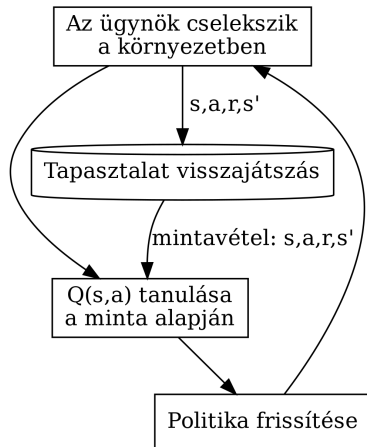 Az ügynök cselekszik
a környezetben
s,a,r,s'
Tapasztalat visszajátszás
mintavétel: s,a,r,s'
Q(s,a) tanulása
a minta alapján
Politika frissítése